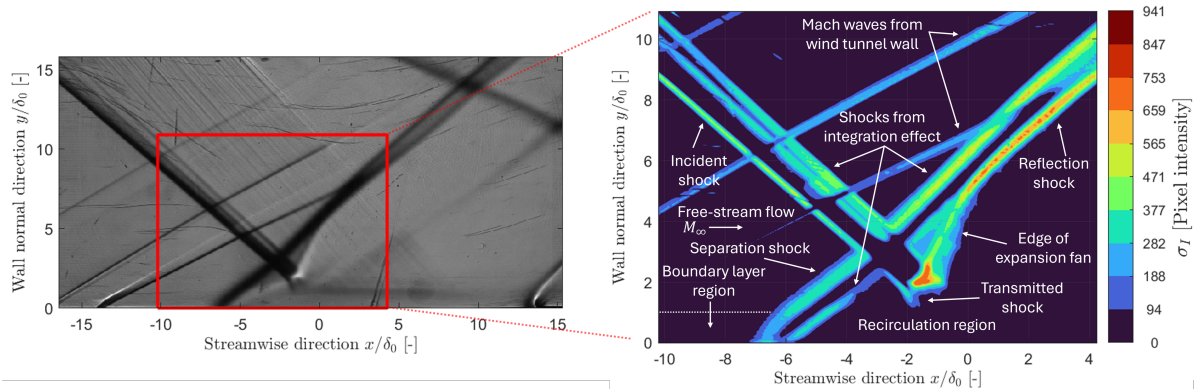 15
10
5
0
Wall normal direction y/δ₀ [-]
-15
-10
-5
0
5
10
15
Streamwise direction x/δ₀ [-]
10
8
6
4
2
0
Wall normal direction y/δ₀ [-]
Mach waves from
wind tunnel wall
Shocks from
integration effect
Incident
shock
Reflection
shock
Free-stream flow
M∞
Separation shock
Boundary layer
region
Edge of
expansion fan
Transmitted
shock
Recirculation region
-10
-8
-6
-4
-2
0
2
4
Streamwise direction x/δ₀ [-]
941
847
753
659
565
471
377
282
188
94
0
σ_I [Pixel intensity]